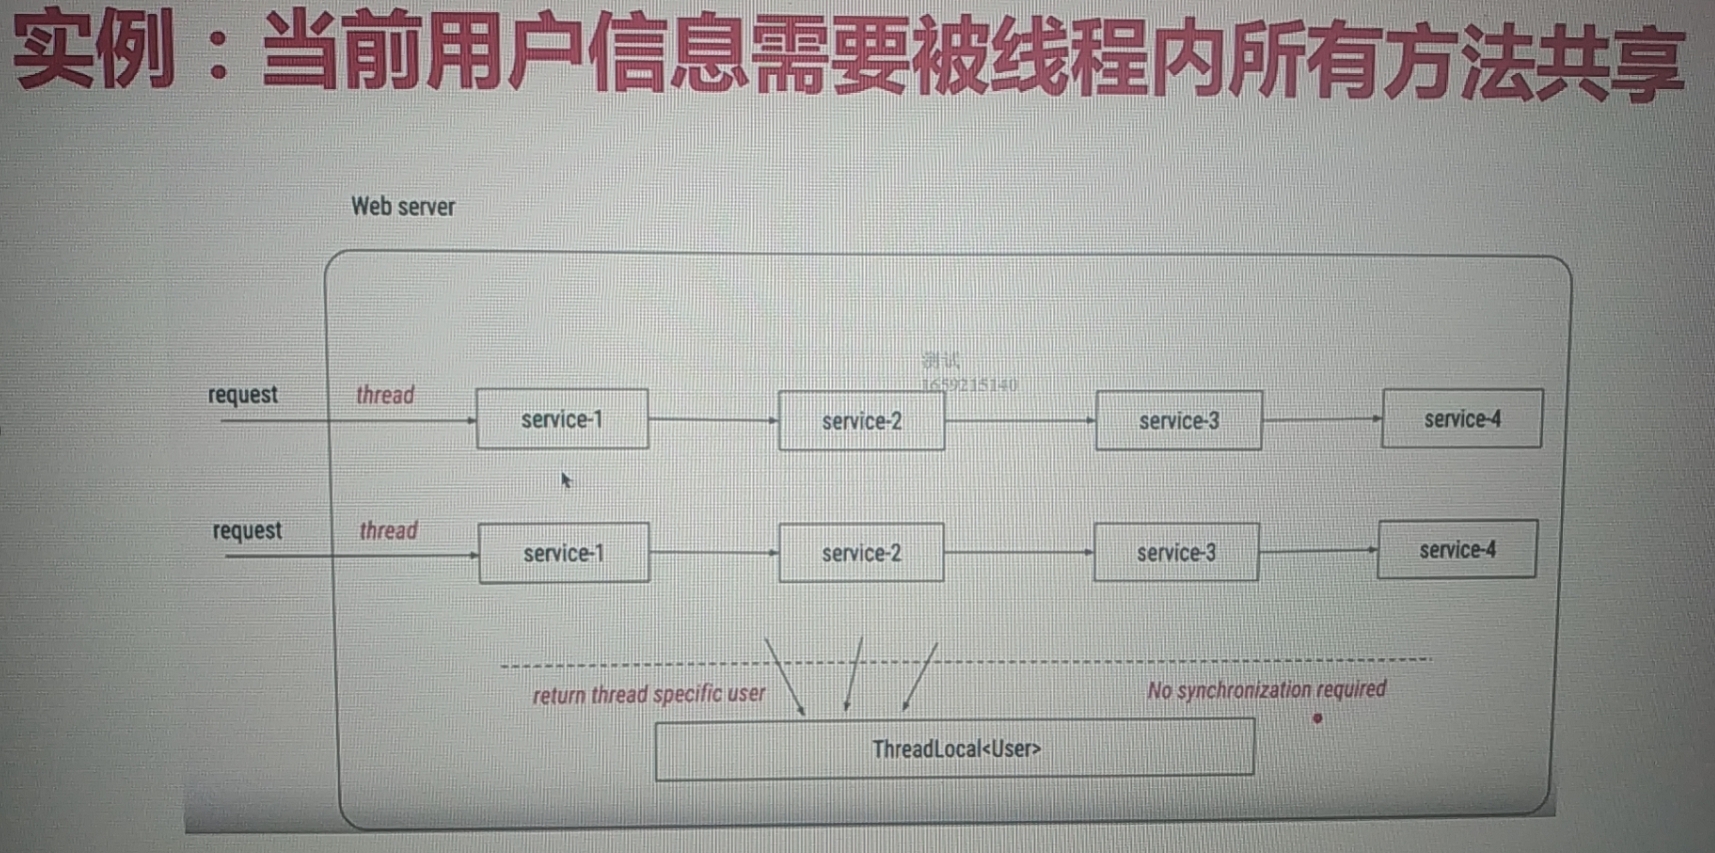 实例：当前用户信息需要被线程内所有方法共享
Web server
测试
1659215140
request
thread
service-1
service-2
service-3
service-4
request
thread
service-1
service-2
service-3
service-4
return thread specific user
No synchronization required
ThreadLocal<User>